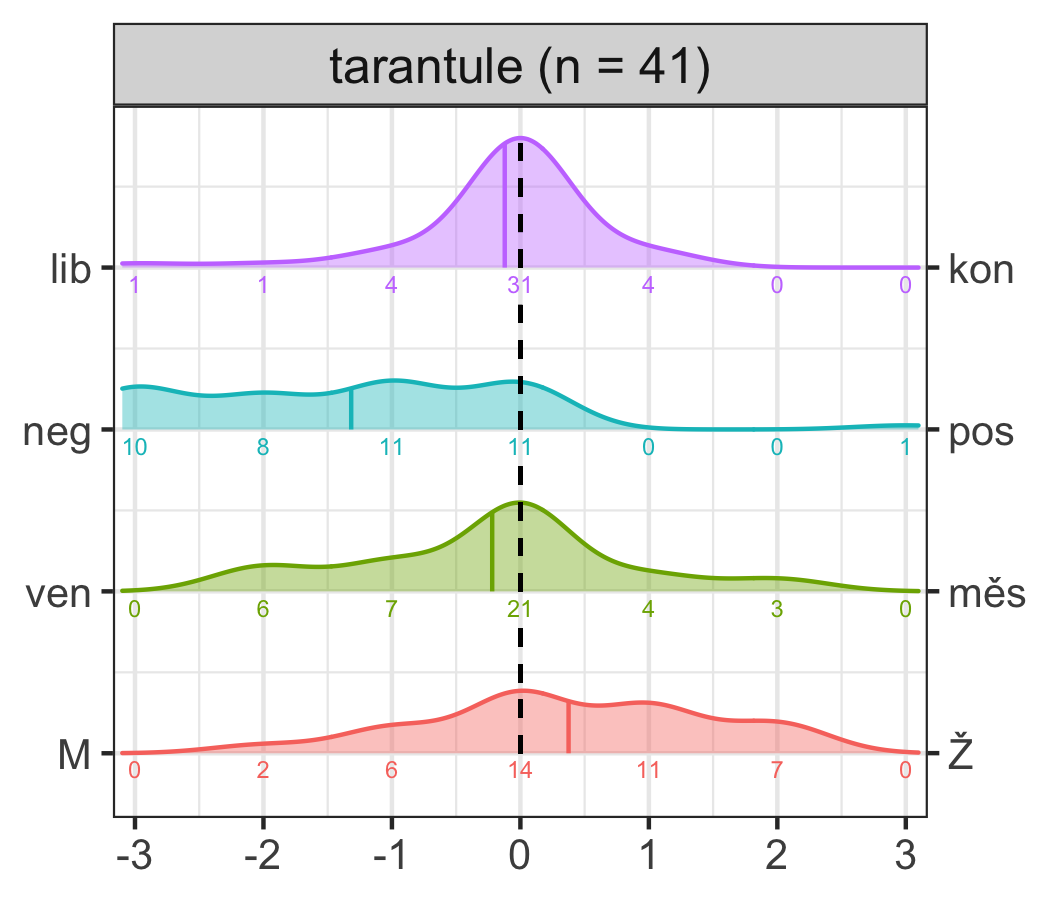 tarantule (n = 41)
lib kon
1 1 4 31 4 0 0
neg pos
10 8 11 11 0 0 1
ven měs
0 6 7 21 4 3 0
M Ž
0 2 6 14 11 7 0
-3 -2 -1 0 1 2 3